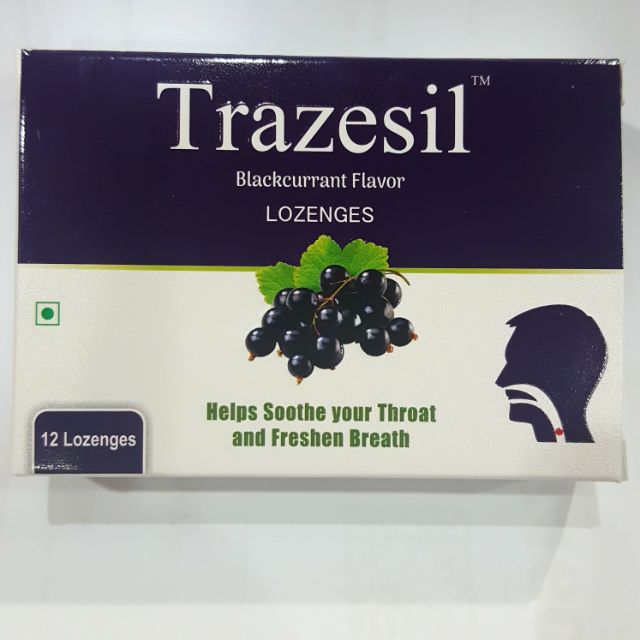 Trazesil™
Blackcurrant Flavor
LOZENGES
Helps Soothe your Throat
and Freshen Breath
12 Lozenges